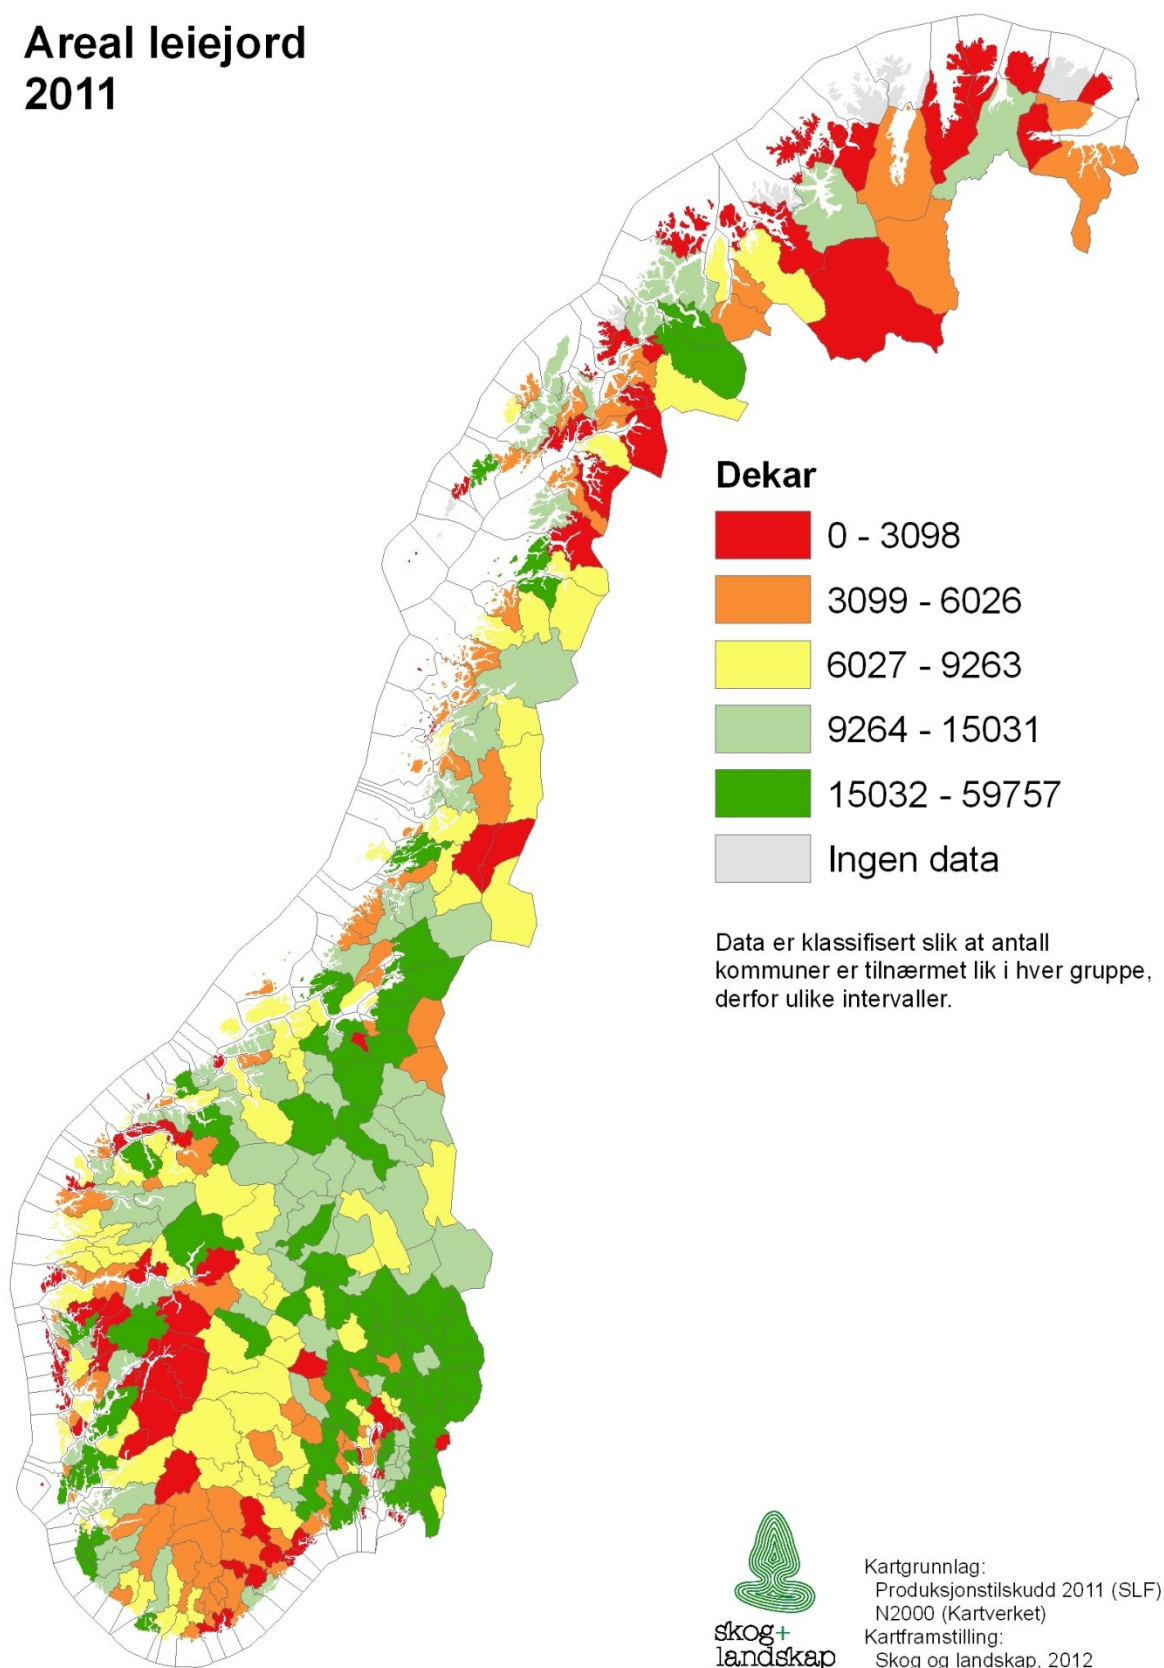 Areal leiejord
2011
Dekar
0 - 3098
3099 - 6026
6027 - 9263
9264 - 15031
15032 - 59757
Ingen data
Data er klassifisert slik at antall
kommuner er tilnærmet lik i hver gruppe,
derfor ulike intervaller.
skog+
landskap
Kartgrunnlag:
Produksjonstilskudd 2011 (SLF)
N2000 (Kartverket)
Kartframstilling:
Skog og landskap, 2012